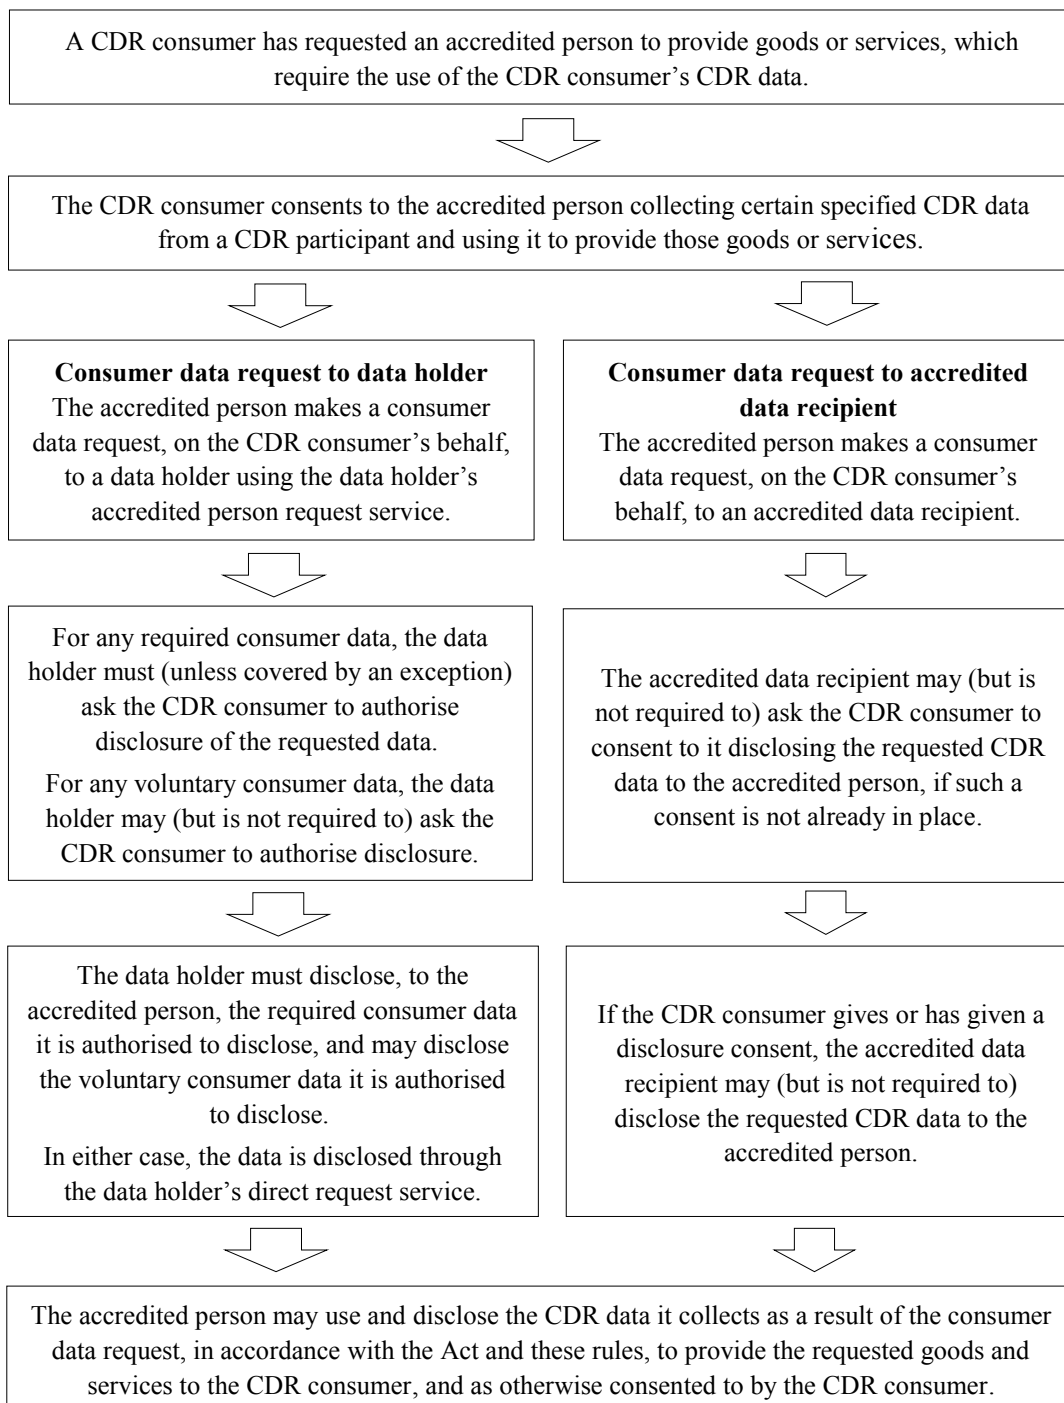 A CDR consumer has requested an accredited person to provide goods or services, which
require the use of the CDR consumer’s CDR data.
The CDR consumer consents to the accredited person collecting certain specified CDR data
from a CDR participant and using it to provide those goods or services.
Consumer data request to data holder
The accredited person makes a consumer
data request, on the CDR consumer’s behalf,
to a data holder using the data holder’s
accredited person request service.
Consumer data request to accredited
data recipient
The accredited person makes a consumer
data request, on the CDR consumer’s
behalf, to an accredited data recipient.
For any required consumer data, the data
holder must (unless covered by an exception)
ask the CDR consumer to authorise
disclosure of the requested data.
For any voluntary consumer data, the data
holder may (but is not required to) ask the
CDR consumer to authorise disclosure.
The accredited data recipient may (but is
not required to) ask the CDR consumer to
consent to it disclosing the requested CDR
data to the accredited person, if such a
consent is not already in place.
The data holder must disclose, to the
accredited person, the required consumer data
it is authorised to disclose, and may disclose
the voluntary consumer data it is authorised
to disclose.
In either case, the data is disclosed through
the data holder’s direct request service.
If the CDR consumer gives or has given a
disclosure consent, the accredited data
recipient may (but is not required to)
disclose the requested CDR data to the
accredited person.
The accredited person may use and disclose the CDR data it collects as a result of the consumer
data request, in accordance with the Act and these rules, to provide the requested goods and
services to the CDR consumer, and as otherwise consented to by the CDR consumer.